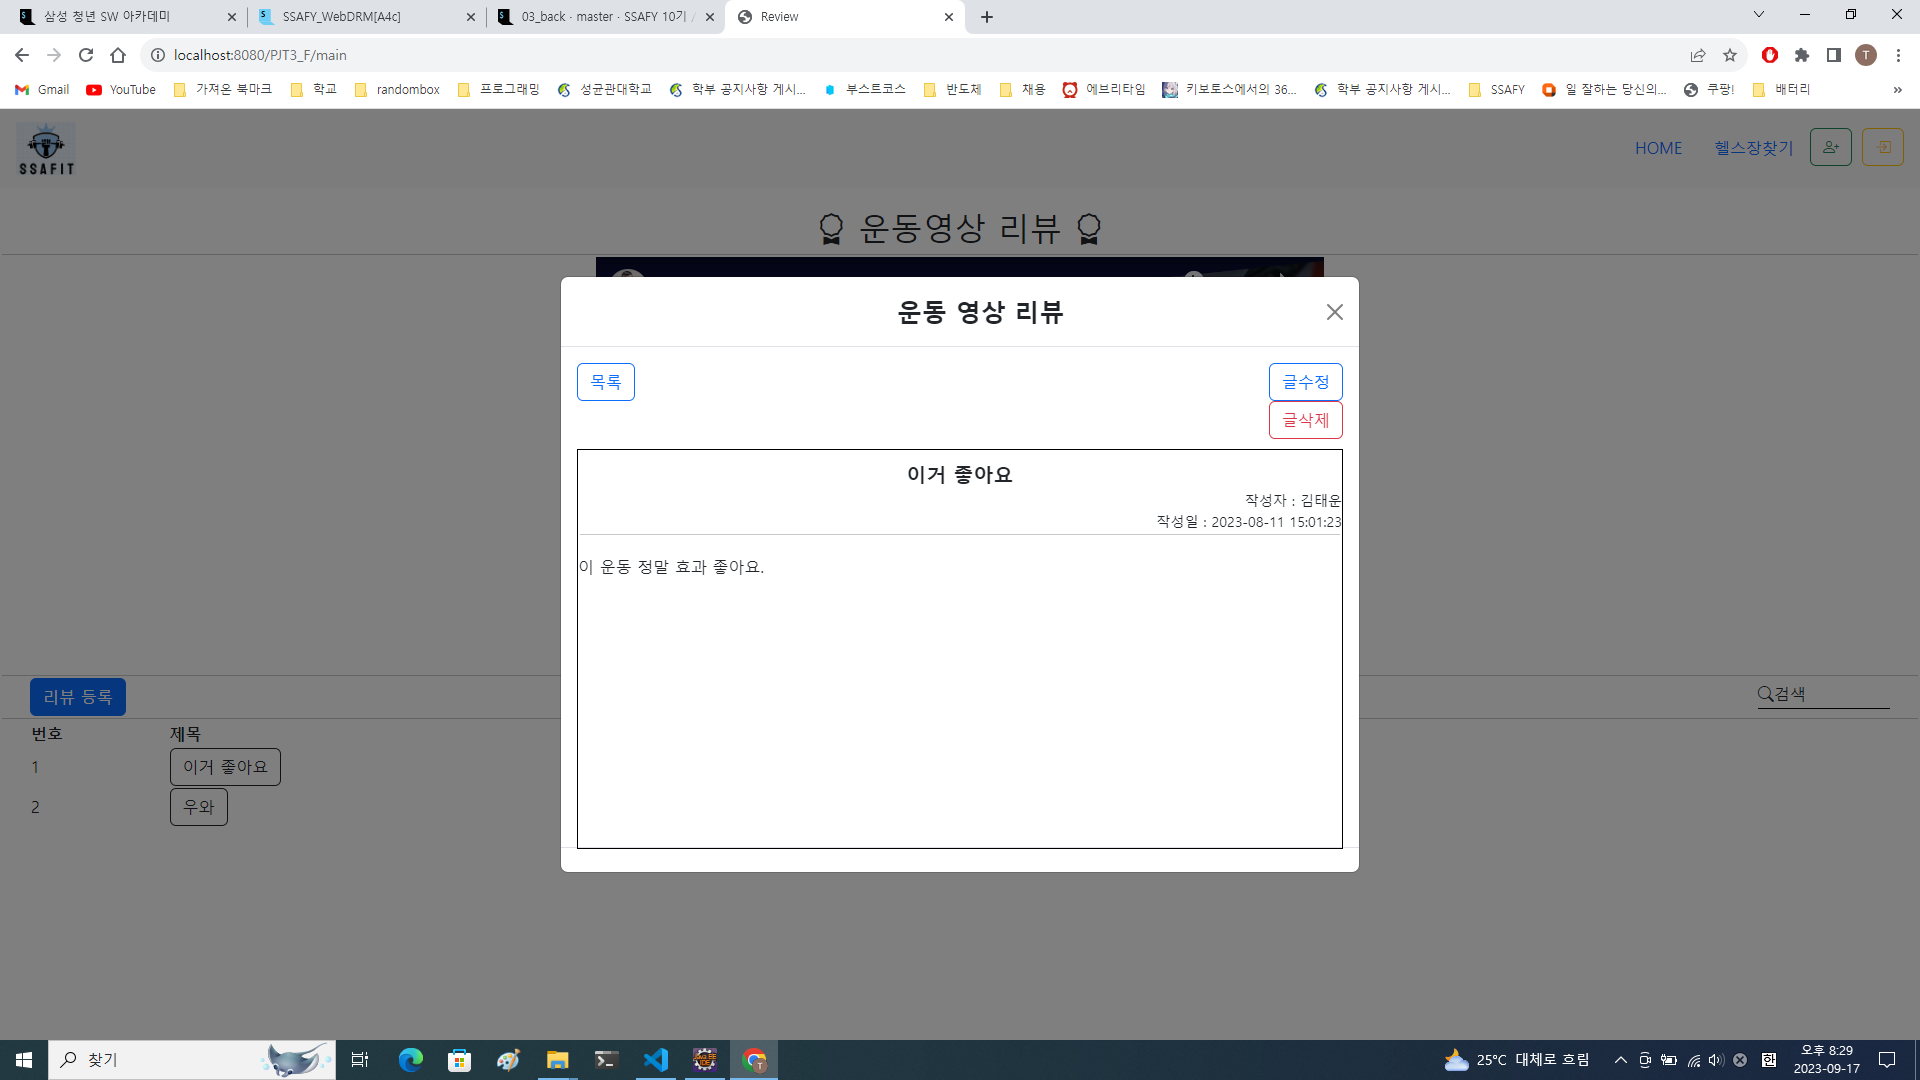 삼성 청년 SW 아카데미
SSAFY_WebDRM[A4c]
03_back · master · SSAFY 10기 /
Review
localhost:8080/PJT3_F/main
T
Gmail
YouTube
가져온 북마크
학교
randombox
프로그래밍
성균관대학교
학부 공지사항 게시...
부스트코스
반도체
채용
에브리타임
키보토스에서의 36...
학부 공지사항 게시...
SSAFY
일 잘하는 당신의...
쿠팡!
배터리
»
SSAFIT
HOME
헬스장찾기
운동영상 리뷰
운동 영상 리뷰
목록
글수정
글삭제
이거 좋아요
작성자 : 김태운
작성일 : 2023-08-11 15:01:23
이 운동 정말 효과 좋아요.
리뷰 등록
검색
번호 제목
1 이거 좋아요
2 우와
찾기
25°C 대체로 흐림
한
오후 8:29
2023-09-17